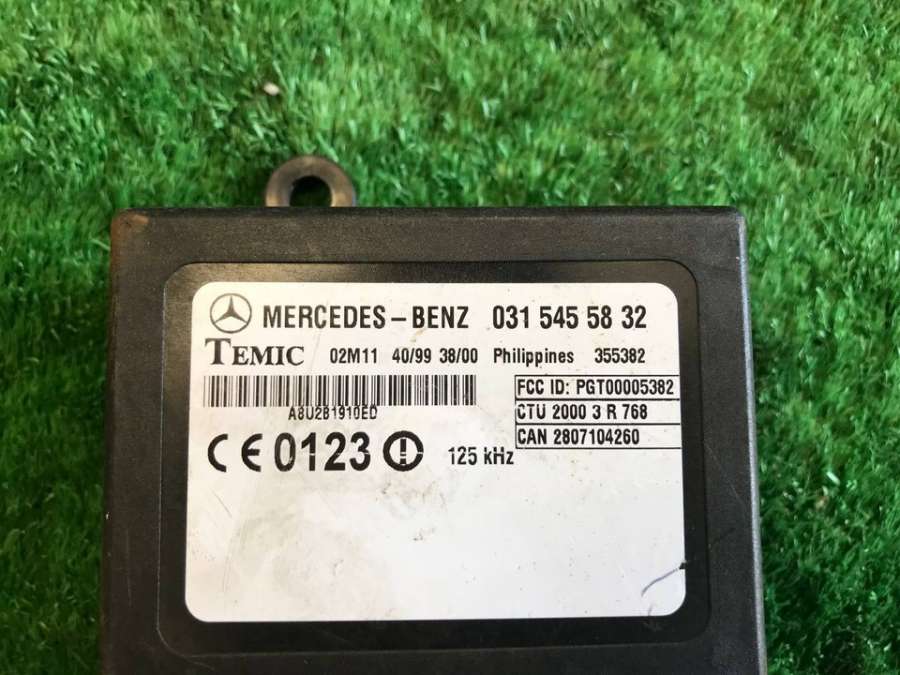 MERCEDES-BENZ 031 545 58 32
TEMIC 02M11 40/99 38/00 Philippines 355382
FCC ID: PGT00005382
A8U2B1910ED
CTU 2000 3 R 768
CAN 2807104260
CE 0123 125 kHz